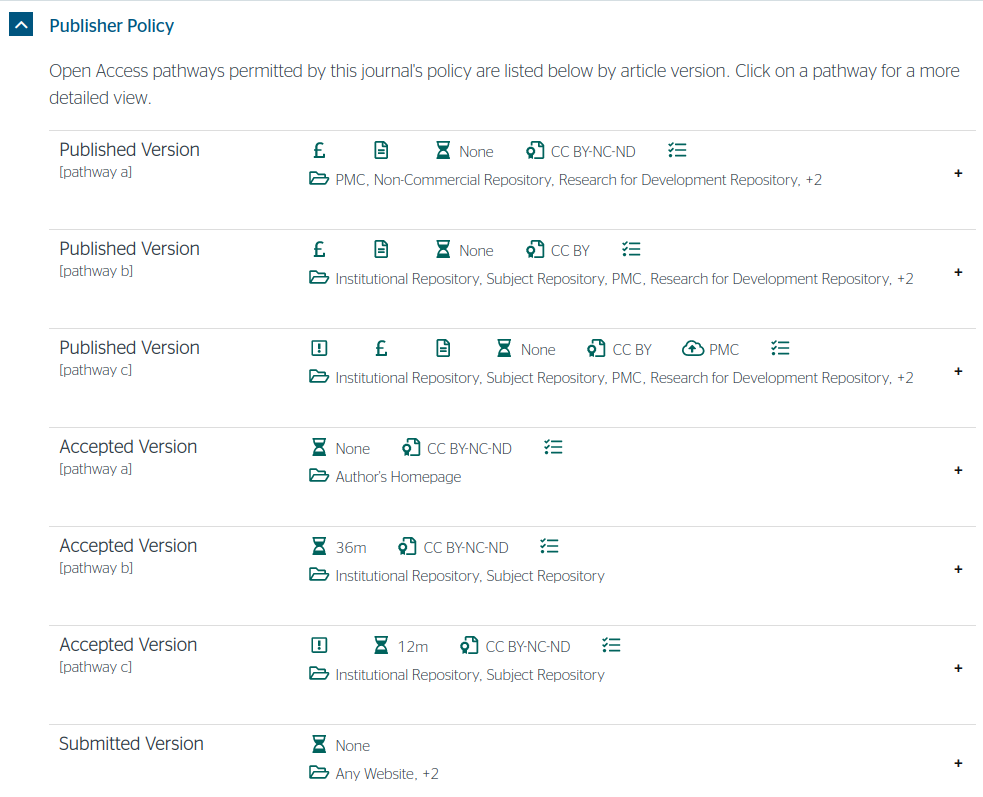 Publisher Policy
Open Access pathways permitted by this journal's policy are listed below by article version. Click on a pathway for a more
detailed view.
Published Version
[pathway a]
£ None CC BY-NC-ND
PMC, Non-Commercial Repository, Research for Development Repository, +2
+
Published Version
[pathway b]
£ None CC BY
Institutional Repository, Subject Repository, PMC, Research for Development Repository, +2
+
Published Version
[pathway c]
£ None CC BY PMC
Institutional Repository, Subject Repository, PMC, Research for Development Repository, +2
+
Accepted Version
[pathway a]
None CC BY-NC-ND
Author's Homepage
+
Accepted Version
[pathway b]
36m CC BY-NC-ND
Institutional Repository, Subject Repository
+
Accepted Version
[pathway c]
12m CC BY-NC-ND
Institutional Repository, Subject Repository
+
Submitted Version
None
Any Website, +2
+